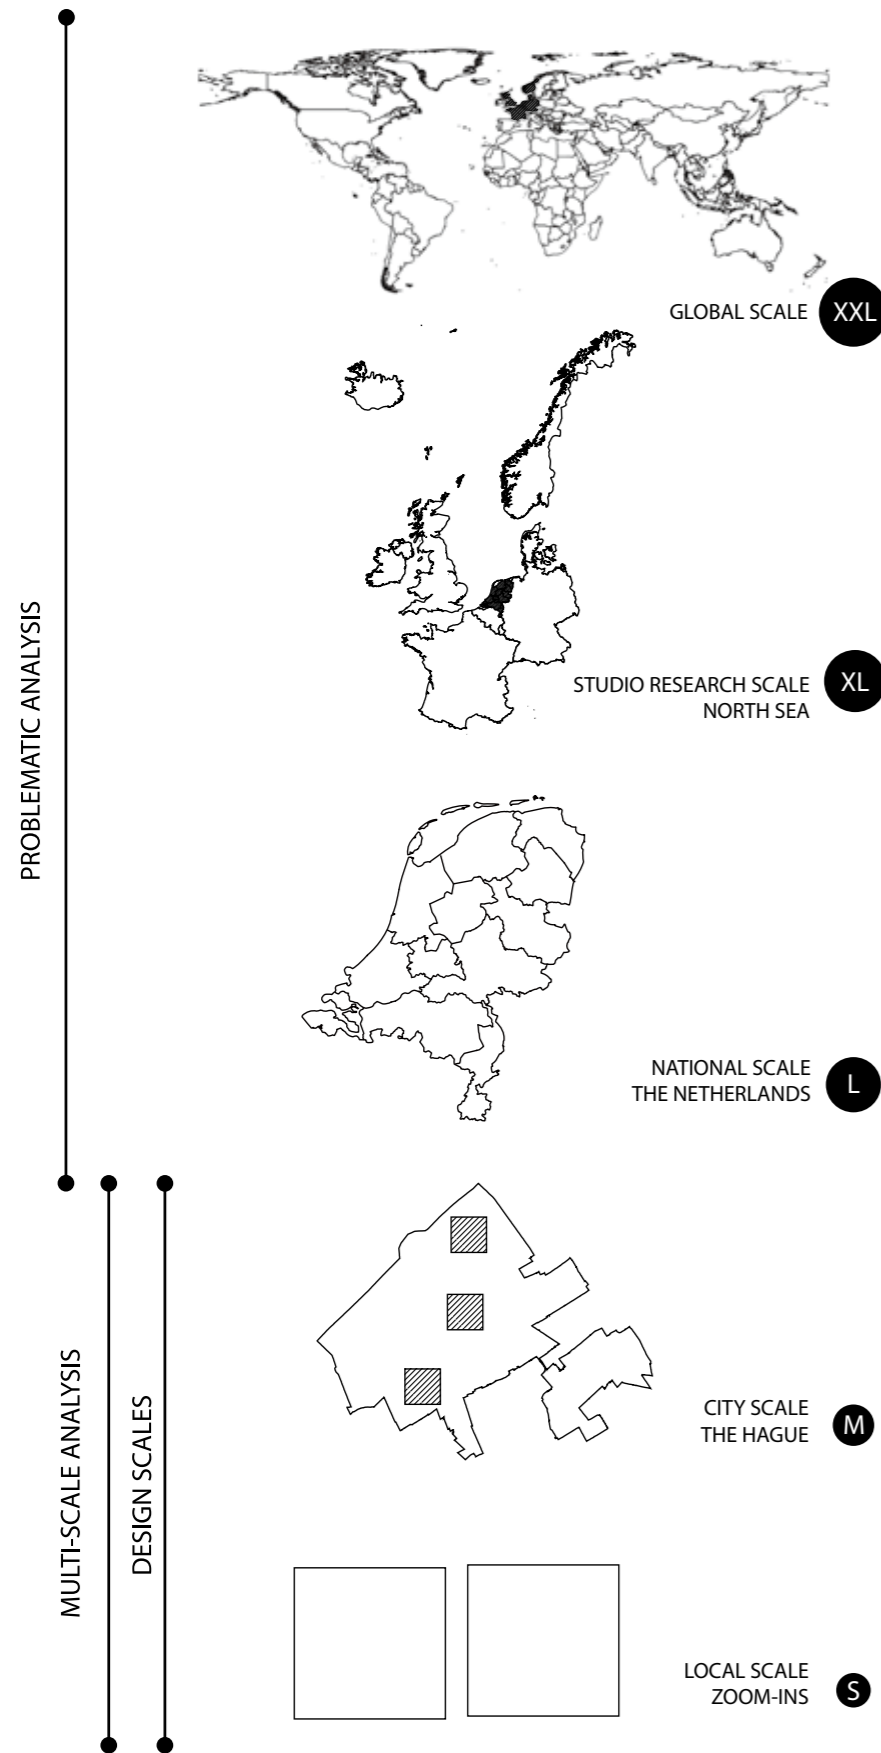 GLOBAL SCALE
XXL
STUDIO RESEARCH SCALE
NORTH SEA
XL
PROBLEMATIC ANALYSIS
NATIONAL SCALE
THE NETHERLANDS
L
MULTI-SCALE ANALYSIS
DESIGN SCALES
CITY SCALE
THE HAGUE
M
LOCAL SCALE
ZOOM-INS
S